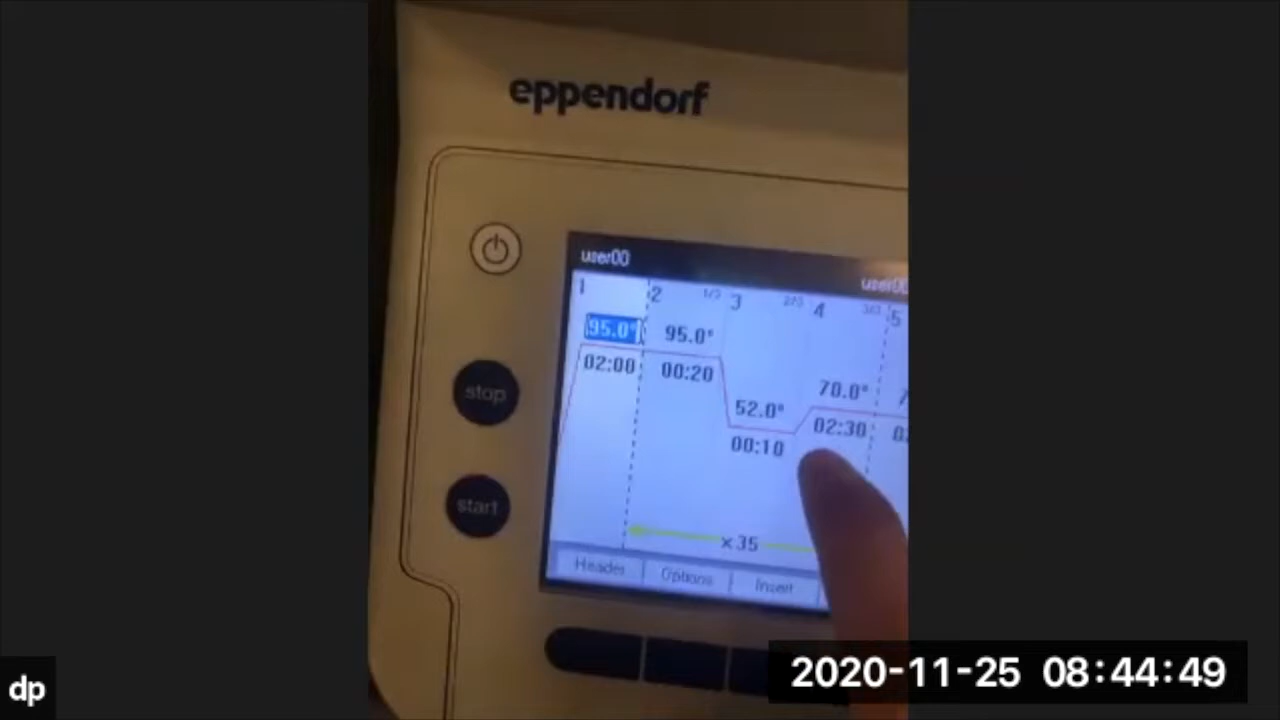 eppendorf
user00
user00
1 2 1/3 3 2/3 4 3/3 5
95.0° 95.0°
02:00 00:20
52.0° 70.0°
00:10 02:30
x35
Header Options Insert
stop
start
2020-11-25 08:44:49
dp